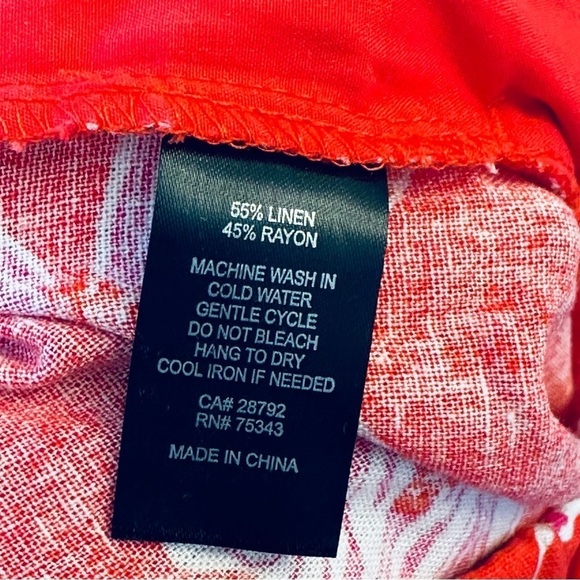 55% LINEN
45% RAYON
MACHINE WASH IN
COLD WATER
GENTLE CYCLE
DO NOT BLEACH
HANG TO DRY
COOL IRON IF NEEDED
CA# 28792
RN# 75343
MADE IN CHINA